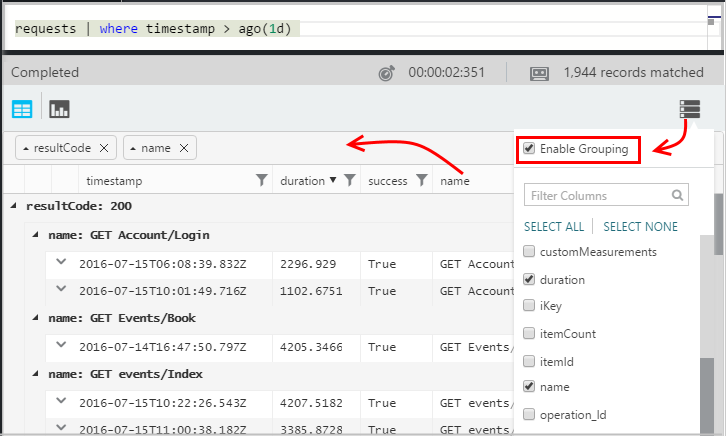 requests | where timestamp > ago(1d)
Completed 00:00:02:351 1,944 records matched
resultCode name
Enable Grouping
timestamp duration success name
Filter Columns
SELECT ALL SELECT NONE
resultCode: 200
name: GET Account/Login
2016-07-15T06:08:39.832Z 2296.929 True GET Account
2016-07-15T10:01:49.716Z 1102.6751 True GET Account
name: GET Events/Book
2016-07-14T16:47:50.797Z 4205.3466 True GET Events/
name: GET events/Index
2016-07-15T10:22:26.543Z 4207.5182 True GET events/
2016-07-15T11:00:38.182Z 3385.8728 True GET events/
customMeasurements
duration
iKey
itemCount
itemId
name
operation_Id